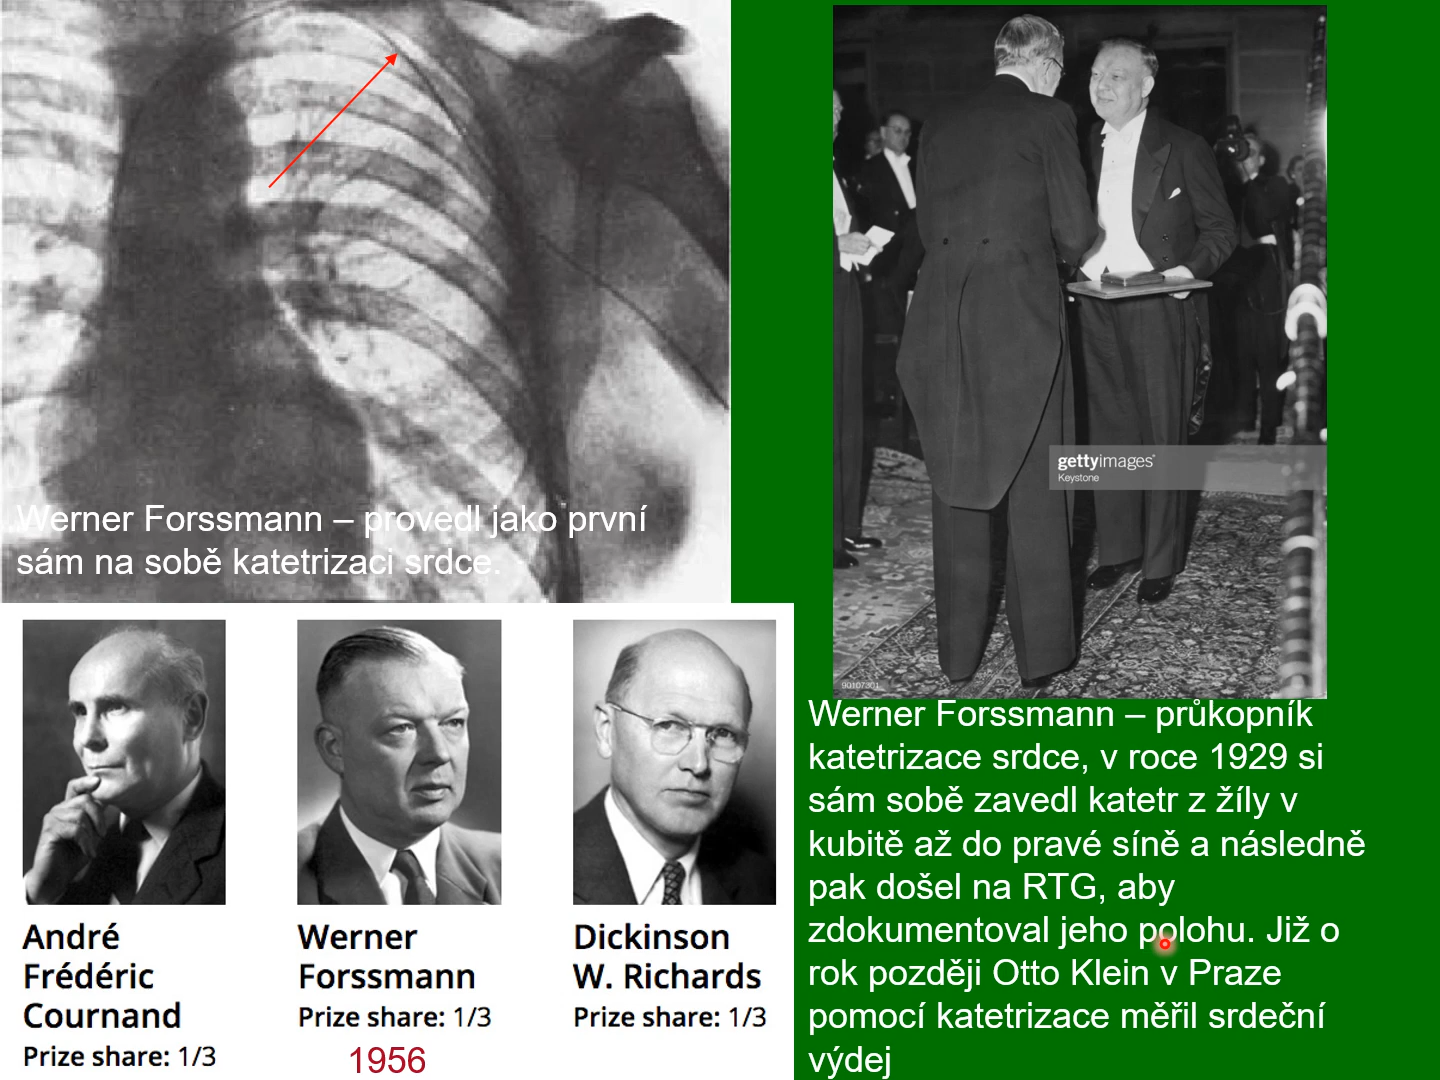 Werner Forssmann – provedl jako první
sám na sobě katetrizaci srdce.
gettyimages®
Keystone
90107301
André
Frédéric
Cournand
Prize share: 1/3
Werner
Forssmann
Prize share: 1/3
1956
Dickinson
W. Richards
Prize share: 1/3
Werner Forssmann – průkopník
katetrizace srdce, v roce 1929 si
sám sobě zavedl katetr z žíly v
kubitě až do pravé síně a následně
pak došel na RTG, aby
zdokumentoval jeho polohu. Již o
rok později Otto Klein v Praze
pomocí katetrizace měřil srdeční
výdej